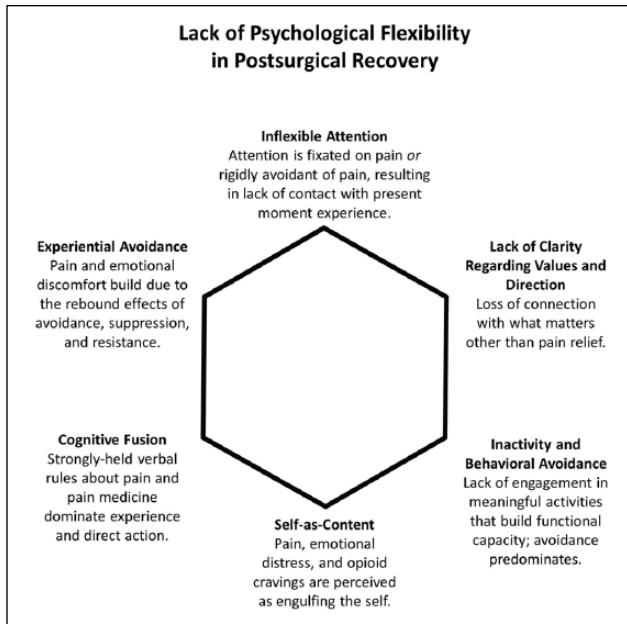 Lack of Psychological Flexibility
in Postsurgical Recovery
Inflexible Attention
Attention is fixated on pain or
rigidly avoidant of pain, resulting
in lack of contact with present
moment experience.
Experiential Avoidance
Pain and emotional
discomfort build due to
the rebound effects of
avoidance, suppression,
and resistance.
Lack of Clarity
Regarding Values and
Direction
Loss of connection
with what matters
other than pain relief.
Cognitive Fusion
Strongly-held verbal
rules about pain and
pain medicine
dominate experience
and direct action.
Inactivity and
Behavioral Avoidance
Lack of engagement in
meaningful activities
that build functional
capacity; avoidance
predominates.
Self-as-Content
Pain, emotional
distress, and opioid
cravings are perceived
as engulfing the self.